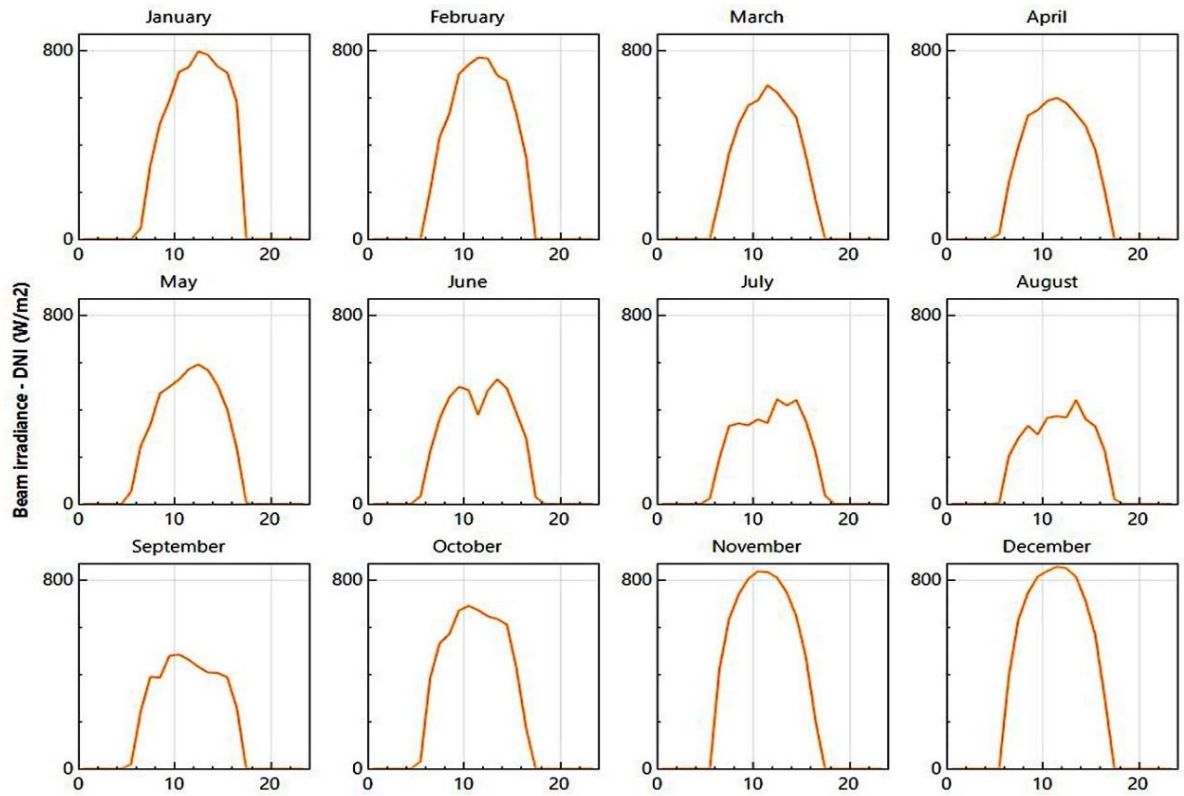 January February March April
800 800 800 800
0 0 0 0
0 10 20 0 10 20 0 10 20 0 10 20
May June July August
800 800 800 800
0 0 0 0
0 10 20 0 10 20 0 10 20 0 10 20
Beam irradiance - DNI (W/m2)
September October November December
800 800 800 800
0 0 0 0
0 10 20 0 10 20 0 10 20 0 10 20